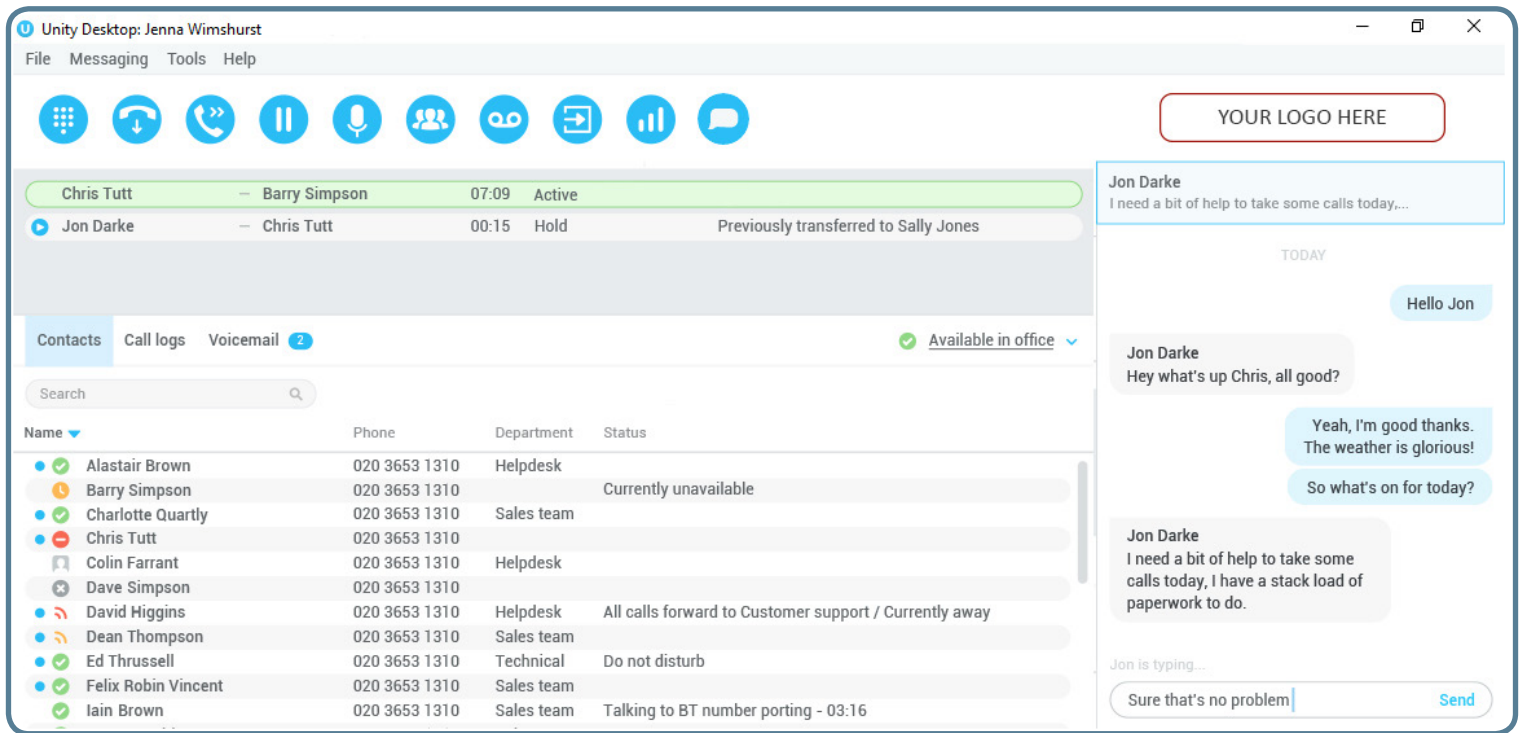 Unity Desktop: Jenna Wimshurst
File Messaging Tools Help
YOUR LOGO HERE
Chris Tutt – Barry Simpson 07:09 Active
Jon Darke – Chris Tutt 00:15 Hold Previously transferred to Sally Jones
Contacts Call logs Voicemail 2 Available in office
Search
Name Phone Department Status
Alastair Brown 020 3653 1310 Helpdesk
Barry Simpson 020 3653 1310 Currently unavailable
Charlotte Quartly 020 3653 1310 Sales team
Chris Tutt 020 3653 1310
Colin Farrant 020 3653 1310 Helpdesk
Dave Simpson 020 3653 1310
David Higgins 020 3653 1310 Helpdesk All calls forward to Customer support / Currently away
Dean Thompson 020 3653 1310 Sales team
Ed Thrussell 020 3653 1310 Technical Do not disturb
Felix Robin Vincent 020 3653 1310 Sales team
Iain Brown 020 3653 1310 Sales team Talking to BT number porting - 03:16
Jon Darke
I need a bit of help to take some calls today,...
TODAY
Hello Jon
Jon Darke
Hey what's up Chris, all good?
Yeah, I'm good thanks.
The weather is glorious!
So what's on for today?
Jon Darke
I need a bit of help to take some
calls today, I have a stack load of
paperwork to do.
Jon is typing...
Sure that's no problem Send